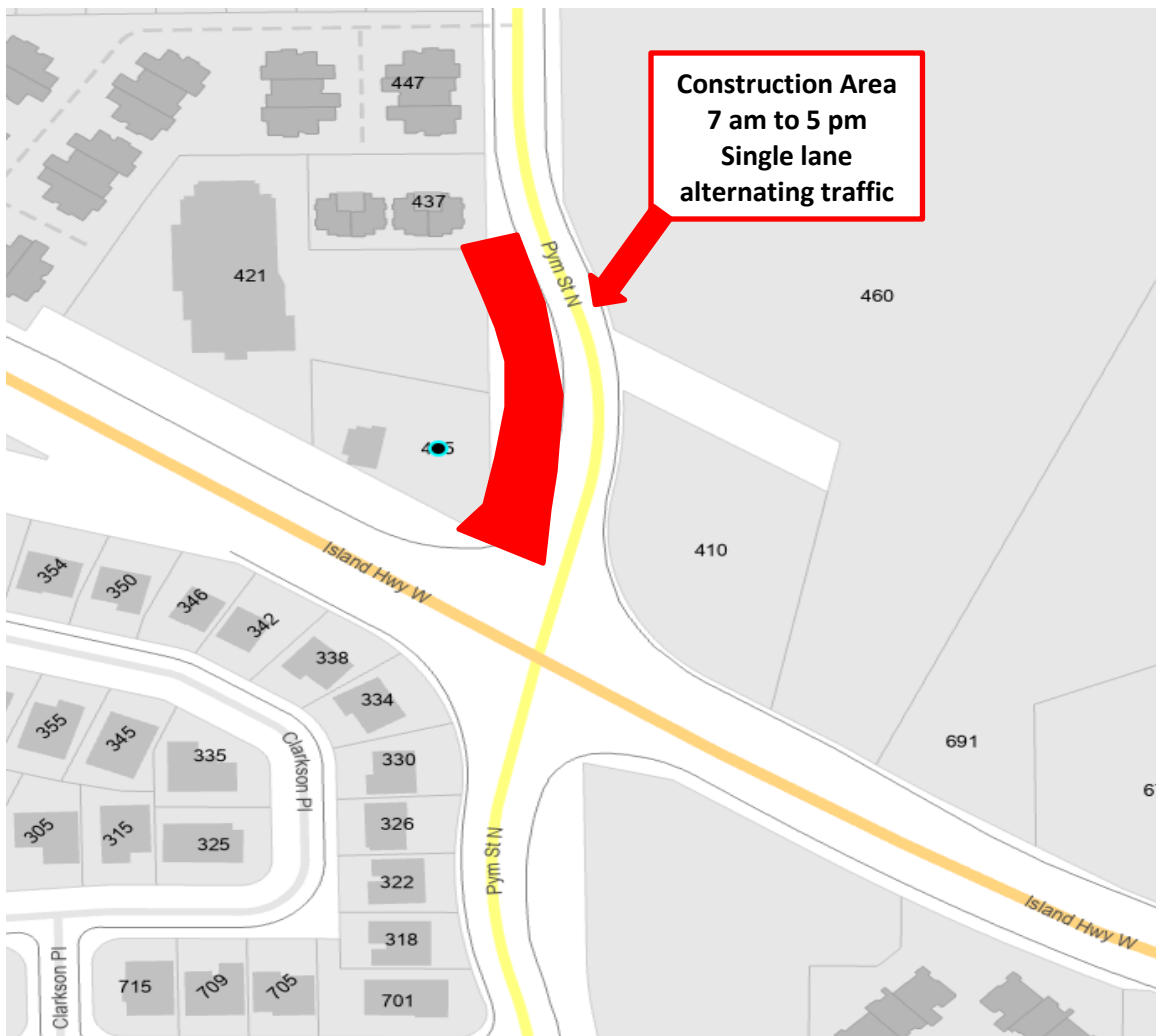 447
Construction Area
7 am to 5 pm
Single lane
alternating traffic
437
421
Pym St N
460
Island Hwy W
410
354
350
346
342
338
334
355
345
335
Clarkson Pl
330
691
305
315
325
326
Pym St N
322
318
Island Hwy W
715
709
705
701
Clarkson Pl